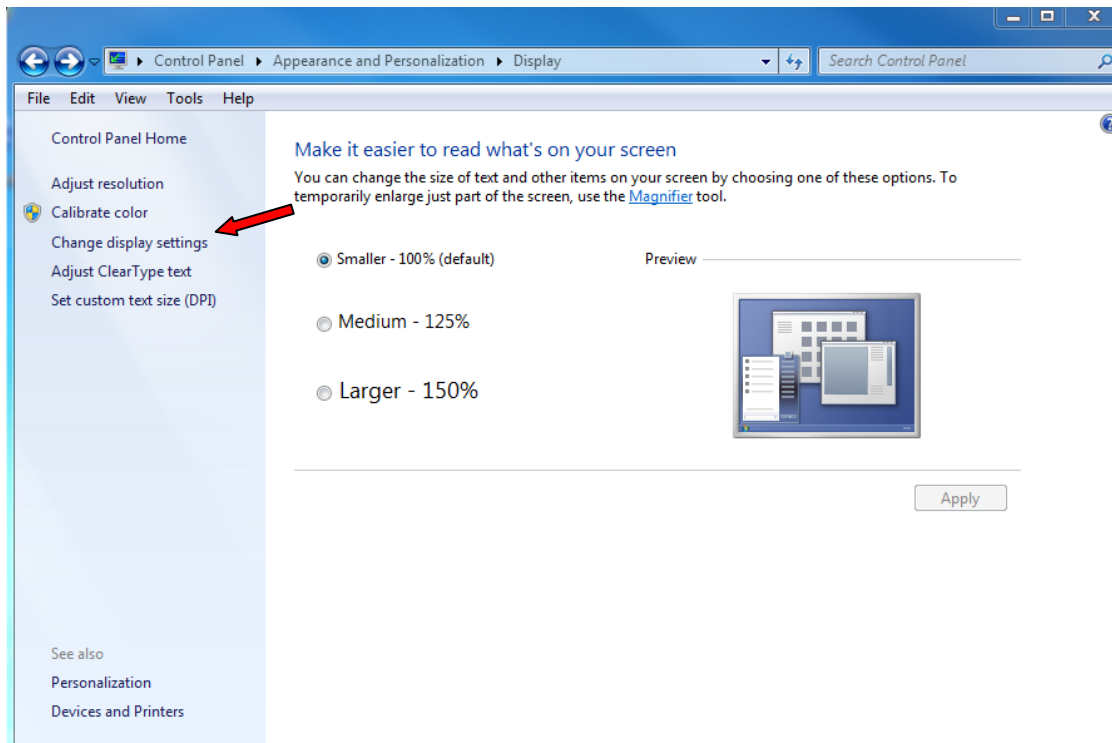 Control Panel Appearance and Personalization Display
Search Control Panel
File Edit View Tools Help
Control Panel Home
Adjust resolution
Calibrate color
Change display settings
Adjust ClearType text
Set custom text size (DPI)
See also
Personalization
Devices and Printers
Make it easier to read what's on your screen
You can change the size of text and other items on your screen by choosing one of these options. To
temporarily enlarge just part of the screen, use the Magnifier tool.
Smaller - 100% (default)
Preview
Medium - 125%
Larger - 150%
Apply